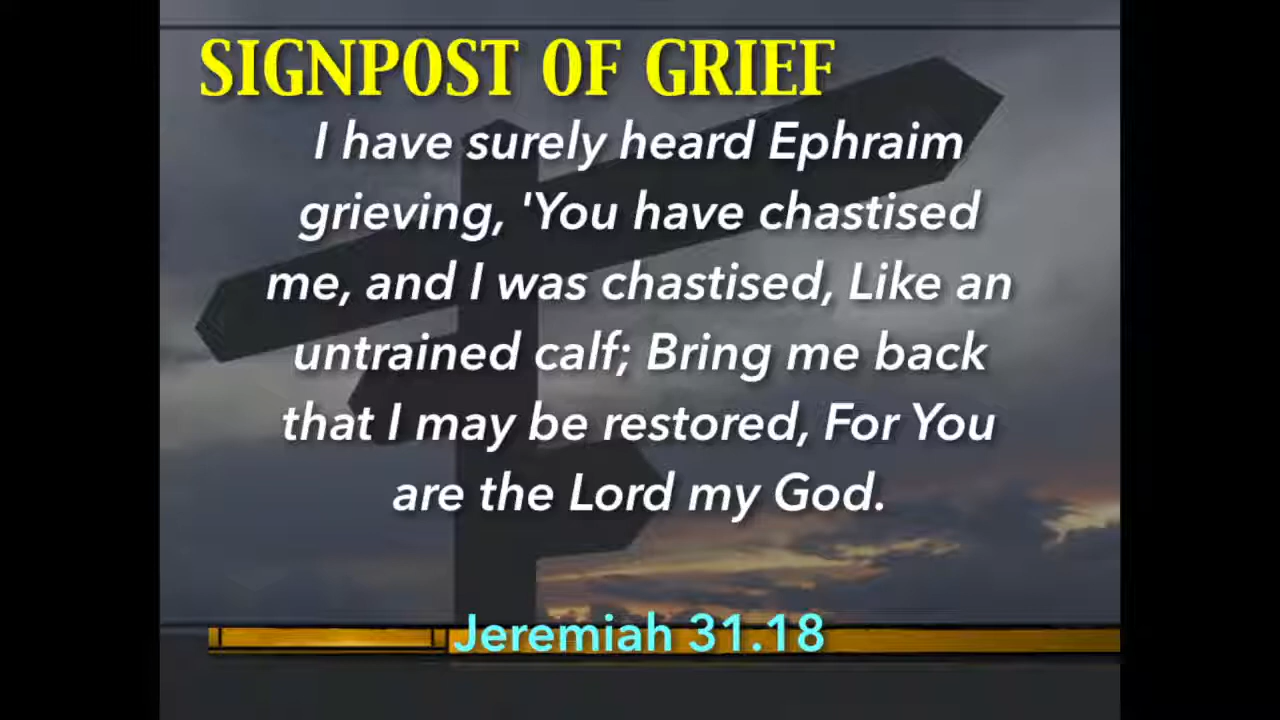 SIGNPOST OF GRIEF
I have surely heard Ephraim
grieving, 'You have chastised
me, and I was chastised, Like an
untrained calf; Bring me back
that I may be restored, For You
are the Lord my God.
Jeremiah 31.18